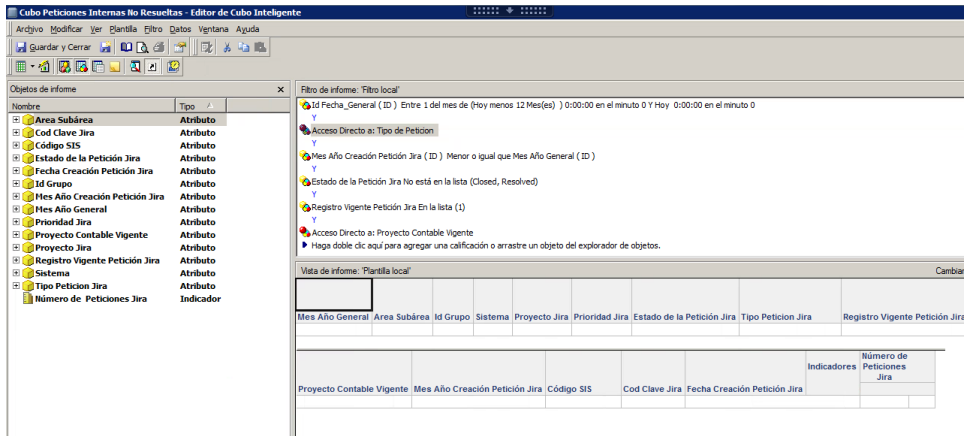 Cubo Peticiones Internas No Resueltas - Editor de Cubo Inteligente
Archivo Modificar Ver Plantilla Filtro Datos Ventana Ayuda
Guardar y Cerrar
Objetos de informe
Nombre Tipo
Area Subárea Atributo
Cod Clave Jira Atributo
Código SIS Atributo
Estado de la Petición Jira Atributo
Fecha Creación Petición Jira Atributo
Id Grupo Atributo
Mes Año Creación Petición Jira Atributo
Mes Año General Atributo
Prioridad Jira Atributo
Proyecto Contable Vigente Atributo
Proyecto Jira Atributo
Registro Vigente Petición Jira Atributo
Sistema Atributo
Tipo Peticion Jira Atributo
Número de Peticiones Jira Indicador
Filtro de informe: 'Filtro local'
Id Fecha_General ( ID ) Entre 1 del mes de (Hoy menos 12 Mes(es) ) 0:00:00 en el minuto 0 Y Hoy 0:00:00 en el minuto 0
Y
Acceso Directo a: Tipo de Peticion
Y
Mes Año Creación Petición Jira ( ID ) Menor o igual que Mes Año General ( ID )
Y
Estado de la Petición Jira No está en la lista (Closed, Resolved)
Y
Registro Vigente Petición Jira En la lista (1)
Y
Acceso Directo a: Proyecto Contable Vigente
Haga doble clic aquí para agregar una calificación o arrastre un objeto del explorador de objetos.
Vista de informe: 'Plantilla local' Cambiar
Mes Año General Area Subárea Id Grupo Sistema Proyecto Jira Prioridad Jira Estado de la Petición Jira Tipo Peticion Jira Registro Vigente Petición Jira
Indicadores Número de
Peticiones
Jira
Proyecto Contable Vigente Mes Año Creación Petición Jira Código SIS Cod Clave Jira Fecha Creación Petición Jira